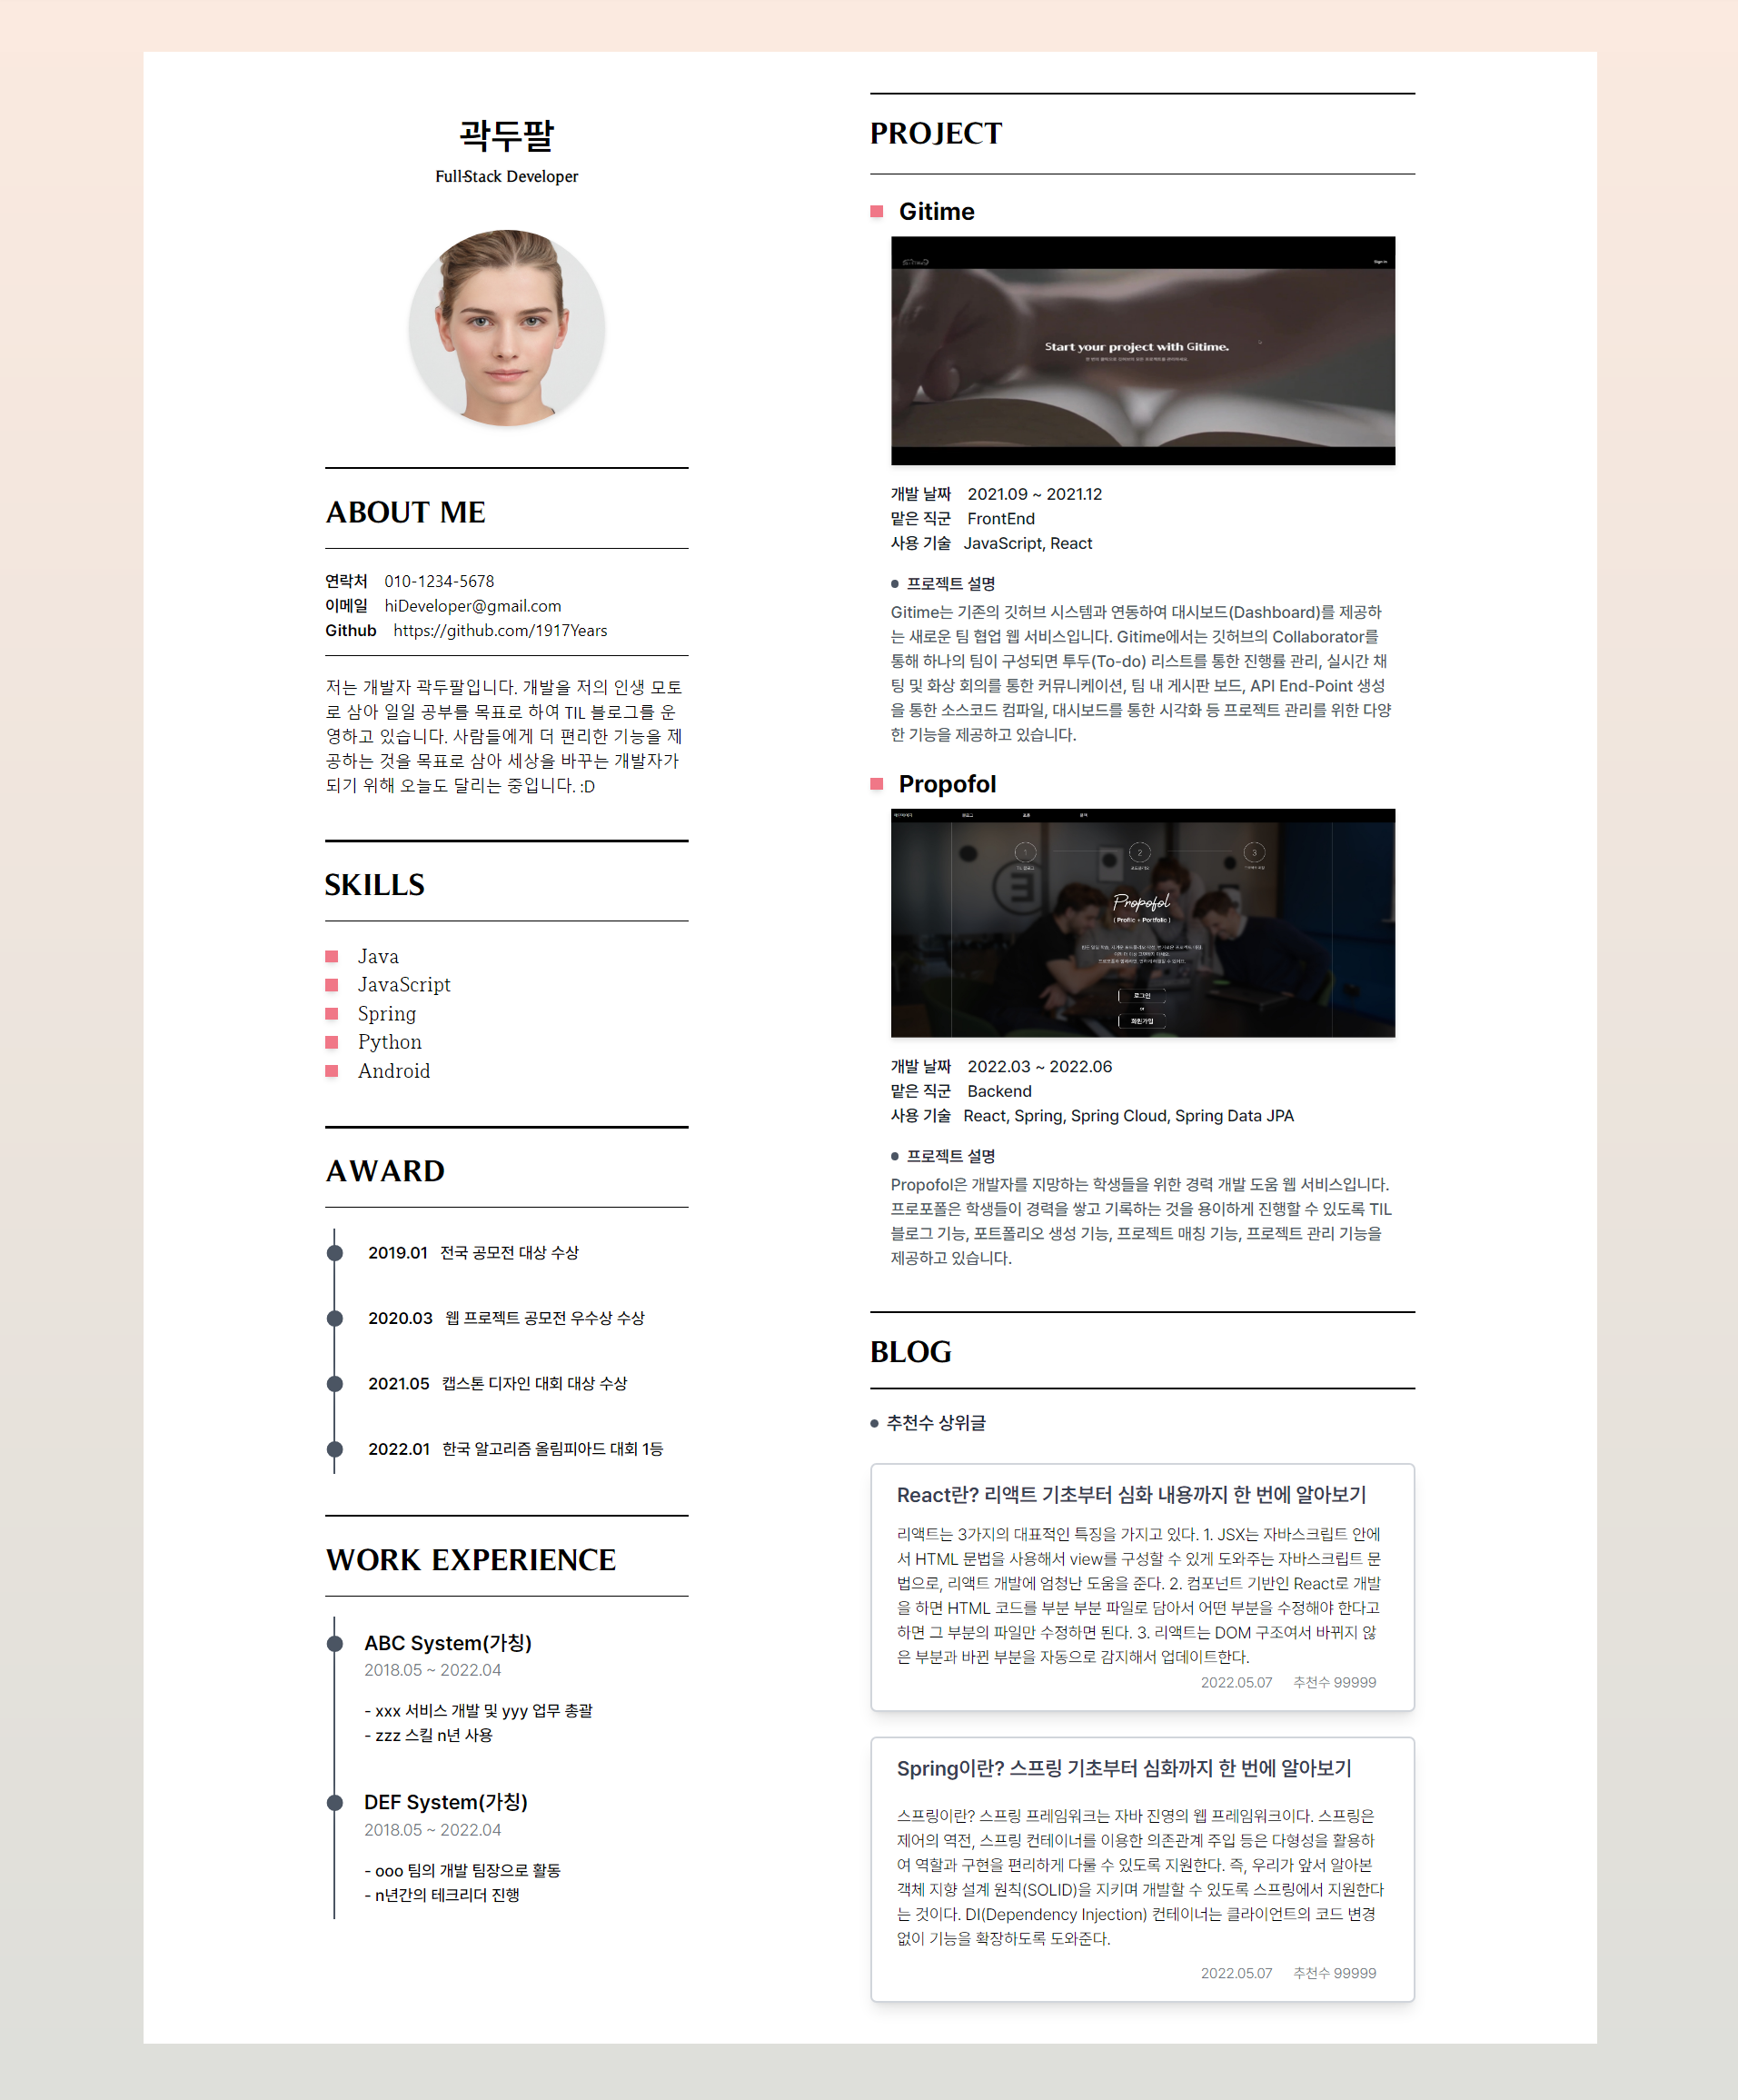 곽두팔
Full-Stack Developer
ABOUT ME
연락처 010-1234-5678
이메일 hiDeveloper@gmail.com
Github https://github.com/1917Years
저는 개발자 곽두팔입니다. 개발을 저의 인생 모토
로 삼아 일일 공부를 목표로 하여 TIL 블로그를 운
영하고 있습니다. 사람들에게 더 편리한 기능을 제
공하는 것을 목표로 삼아 세상을 바꾸는 개발자가
되기 위해 오늘도 달리는 중입니다. :D
SKILLS
Java
JavaScript
Spring
Python
Android
AWARD
2019.01 전국 공모전 대상 수상
2020.03 웹 프로젝트 공모전 우수상 수상
2021.05 캡스톤 디자인 대회 대상 수상
2022.01 한국 알고리즘 올림피아드 대회 1등
WORK EXPERIENCE
ABC System(가칭)
2018.05 ~ 2022.04
- xxx 서비스 개발 및 yyy 업무 총괄
- zzz 스킬 n년 사용
DEF System(가칭)
2018.05 ~ 2022.04
- ooo 팀의 개발 팀장으로 활동
- n년간의 테크리더 진행
PROJECT
Gitime
Sign in
Start your project with Gitime.
개발 날짜 2021.09 ~ 2021.12
맡은 직군 FrontEnd
사용 기술 JavaScript, React
프로젝트 설명
Gitime는 기존의 깃허브 시스템과 연동하여 대시보드(Dashboard)를 제공하
는 새로운 팀 협업 웹 서비스입니다. Gitime에서는 깃허브의 Collaborator를
통해 하나의 팀이 구성되면 투두(To-do) 리스트를 통한 진행률 관리, 실시간 채
팅 및 화상 회의를 통한 커뮤니케이션, 팀 내 게시판 보드, API End-Point 생성
을 통한 소스코드 컴파일, 대시보드를 통한 시각화 등 프로젝트 관리를 위한 다양
한 기능을 제공하고 있습니다.
Propofol
1 2 3
Propofol
( Profile + Portfolio )
로그인
or
회원가입
개발 날짜 2022.03 ~ 2022.06
맡은 직군 Backend
사용 기술 React, Spring, Spring Cloud, Spring Data JPA
프로젝트 설명
Propofol은 개발자를 지망하는 학생들을 위한 경력 개발 도움 웹 서비스입니다.
프로포폴은 학생들이 경력을 쌓고 기록하는 것을 용이하게 진행할 수 있도록 TIL
블로그 기능, 포트폴리오 생성 기능, 프로젝트 매칭 기능, 프로젝트 관리 기능을
제공하고 있습니다.
BLOG
추천수 상위글
React란? 리액트 기초부터 심화 내용까지 한 번에 알아보기
리액트는 3가지의 대표적인 특징을 가지고 있다. 1. JSX는 자바스크립트 안에
서 HTML 문법을 사용해서 view를 구성할 수 있게 도와주는 자바스크립트 문
법으로, 리액트 개발에 엄청난 도움을 준다. 2. 컴포넌트 기반인 React로 개발
을 하면 HTML 코드를 부분 부분 파일로 담아서 어떤 부분을 수정해야 한다고
하면 그 부분의 파일만 수정하면 된다. 3. 리액트는 DOM 구조여서 바뀌지 않
은 부분과 바뀐 부분을 자동으로 감지해서 업데이트한다.
2022.05.07 추천수 99999
Spring이란? 스프링 기초부터 심화까지 한 번에 알아보기
스프링이란? 스프링 프레임워크는 자바 진영의 웹 프레임워크이다. 스프링은
제어의 역전, 스프링 컨테이너를 이용한 의존관계 주입 등은 다형성을 활용하
여 역할과 구현을 편리하게 다룰 수 있도록 지원한다. 즉, 우리가 앞서 알아본
객체 지향 설계 원칙(SOLID)을 지키며 개발할 수 있도록 스프링에서 지원한다
는 것이다. DI(Dependency Injection) 컨테이너는 클라이언트의 코드 변경
없이 기능을 확장하도록 도와준다.
2022.05.07 추천수 99999